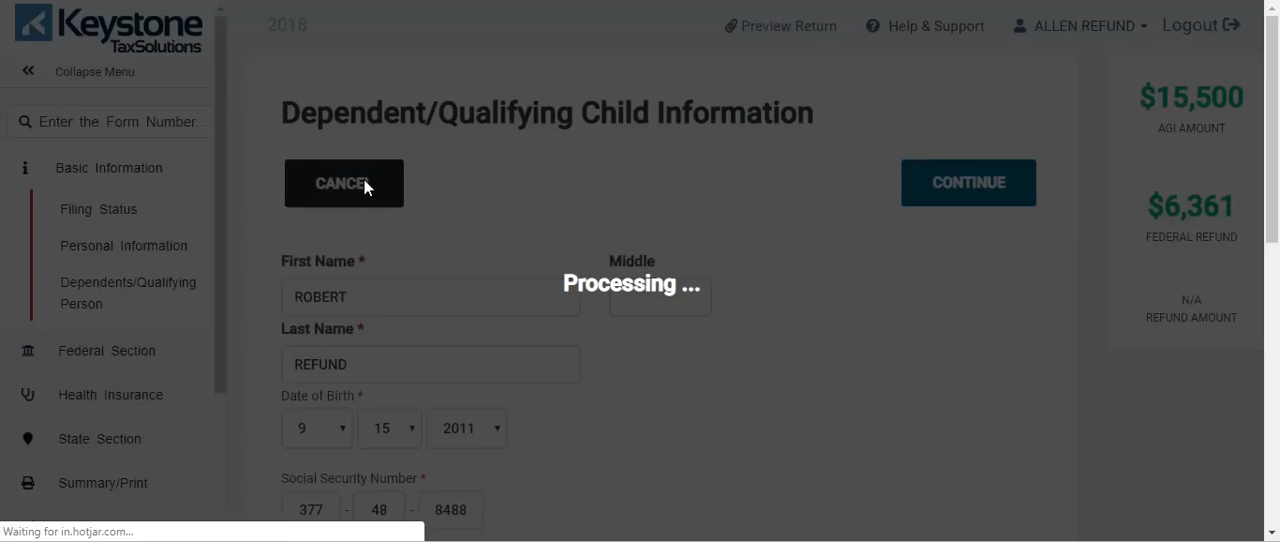 Keystone
TaxSolutions
2018
Preview Return
Help & Support
ALLEN REFUND
Logout
Collapse Menu
Enter the Form Number...
Basic Information
Filing Status
Personal Information
Dependents/Qualifying
Person
Federal Section
Health Insurance
State Section
Summary/Print
Dependent/Qualifying Child Information
CANCEL
CONTINUE
First Name *
Middle
ROBERT
Processing ...
Last Name *
REFUND
Date of Birth *
9 15 2011
Social Security Number *
377 - 48 - 8488
$15,500
AGI AMOUNT
$6,361
FEDERAL REFUND
N/A
REFUND AMOUNT
Waiting for in.hotjar.com...